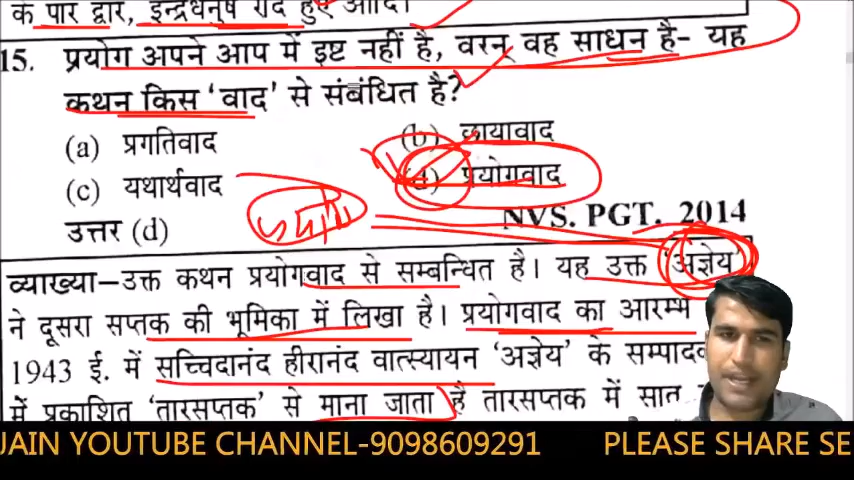 के पार द्वार, इन्द्रधनुष रौंदे हुए आदि।
15. प्रयोग अपने आप में इष्ट नहीं है, वरन् वह साधन है- यह
कथन किस ‘वाद’ से संबंधित है?
(a) प्रगतिवाद (b) छायावाद
(c) यथार्थवाद (d) प्रयोगवाद
उत्तर (d) NVS. PGT. 2014
व्याख्या–उक्त कथन प्रयोगवाद से सम्बन्धित है। यह उक्त ‘अज्ञेय’
ने दूसरा सप्तक की भूमिका में लिखा है। प्रयोगवाद का आरम्भ
1943 ई. में सच्चिदानंद हीरानंद वात्स्यायन ‘अज्ञेय’ के
में प्रकाशित ‘तारसप्तक’ से माना जाता है तारसप्तक में सात
JAIN YOUTUBE CHANNEL-9098609291 PLEASE SHARE SE